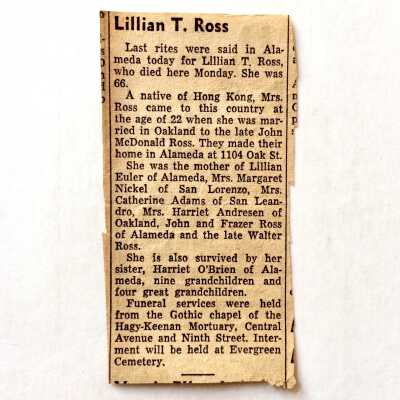 Lillian T. Ross
Last rites were said in Ala-
meda today for Lillian T. Ross,
who died here Monday. She was
66.
A native of Hong Kong, Mrs.
Ross came to this country at
the age of 22 when she was mar-
ried in Oakland to the late John
McDonald Ross. They made their
home in Alameda at 1104 Oak St.
She was the mother of Lillian
Euler of Alameda, Mrs. Margaret
Nickel of San Lorenzo, Mrs.
Catherine Adams of San Lean-
dro, Mrs. Harriet Andresen of
Oakland, John and Frazer Ross
of Alameda and the late Walter
Ross.
She is also survived by her
sister, Harriet O'Brien of Ala-
meda, nine grandchildren and
four great grandchildren.
Funeral services were held
from the Gothic chapel of the
Hagy-Keenan Mortuary, Central
Avenue and Ninth Street. Inter-
ment will be held at Evergreen
Cemetery.